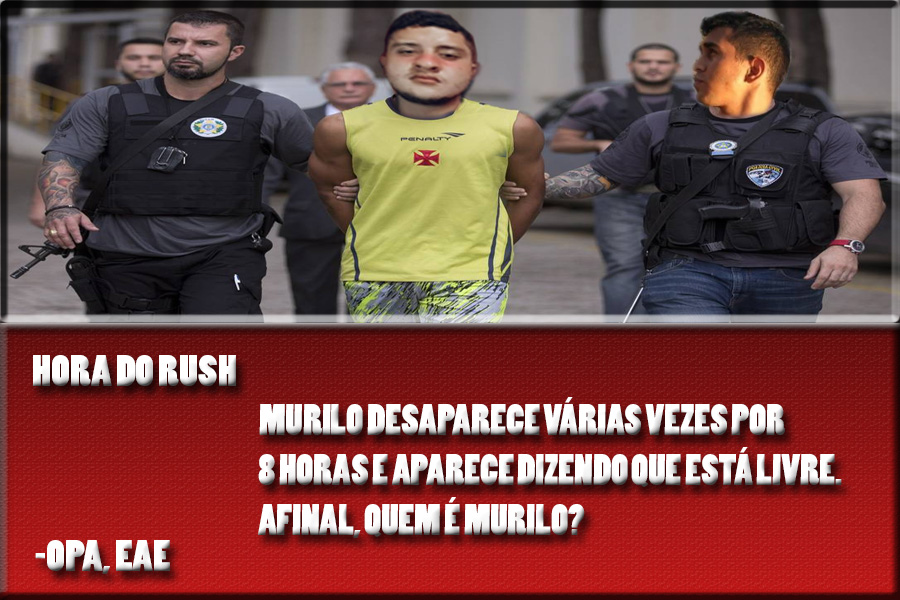 PENALTY
HORA DO RUSH
MURILO DESAPARECE VÁRIAS VEZES POR
8 HORAS E APARECE DIZENDO QUE ESTÁ LIVRE.
AFINAL, QUEM É MURILO?
-OPA, EAE